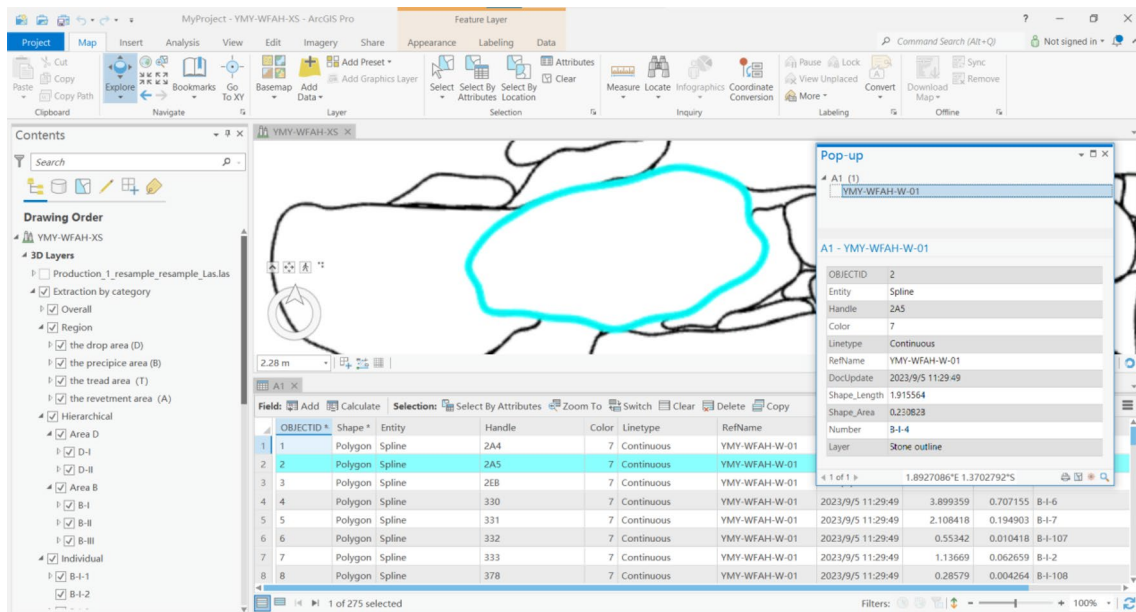 MyProject - YMY-WFAH-XS - ArcGIS Pro
Feature Layer
Project Map Insert Analysis View Edit Imagery Share Appearance Labeling Data
Command Search (Alt+Q)
Not signed in
Cut
Copy
Copy Path
Paste
Clipboard
Explore
Bookmarks
Go To XY
Navigate
Basemap
Add Data
Add Preset
Add Graphics Layer
Layer
Select
Select By Attributes
Select By Location
Attributes
Clear
Selection
Measure
Locate
Infographics
Coordinate Conversion
Inquiry
Pause
Lock
View Unplaced
More
Convert
Labeling
Download Map
Sync
Remove
Offline
Contents
Search
Drawing Order
YMY-WFAH-XS
3D Layers
Production_1_resample_resample_Las.las
Extraction by category
Overall
Region
the drop area (D)
the precipice area (B)
the tread area (T)
the revetment area (A)
Hierarchical
Area D
D-I
D-II
Area B
B-I
B-II
B-III
Individual
B-I-1
B-I-2
YMY-WFAH-XS
2.28 m
Pop-up
A1 (1)
YMY-WFAH-W-01
A1 - YMY-WFAH-W-01
OBJECTID 2
Entity Spline
Handle 2A5
Color 7
Linetype Continuous
RefName YMY-WFAH-W-01
DocUpdate 2023/9/5 11:29:49
Shape_Length 1.915564
Shape_Area 0.230823
Number B-I-4
Layer Stone outline
1 of 1
1.8927086°E 1.3702792°S
A1
Field: Add Calculate Selection: Select By Attributes Zoom To Switch Clear Delete Copy
OBJECTID * Shape * Entity Handle Color Linetype RefName
1 1 Polygon Spline 2A4 7 Continuous YMY-WFAH-W-01
2 2 Polygon Spline 2A5 7 Continuous YMY-WFAH-W-01
3 3 Polygon Spline 2EB 7 Continuous YMY-WFAH-W-01
4 4 Polygon Spline 330 7 Continuous YMY-WFAH-W-01 2023/9/5 11:29:49 3.899359 0.707155 B-I-6
5 5 Polygon Spline 331 7 Continuous YMY-WFAH-W-01 2023/9/5 11:29:49 2.108418 0.194903 B-I-7
6 6 Polygon Spline 332 7 Continuous YMY-WFAH-W-01 2023/9/5 11:29:49 0.55342 0.010418 B-I-107
7 7 Polygon Spline 333 7 Continuous YMY-WFAH-W-01 2023/9/5 11:29:49 1.13669 0.062659 B-I-2
8 8 Polygon Spline 378 7 Continuous YMY-WFAH-W-01 2023/9/5 11:29:49 0.28579 0.004264 B-I-108
1 of 275 selected
Filters:
100%